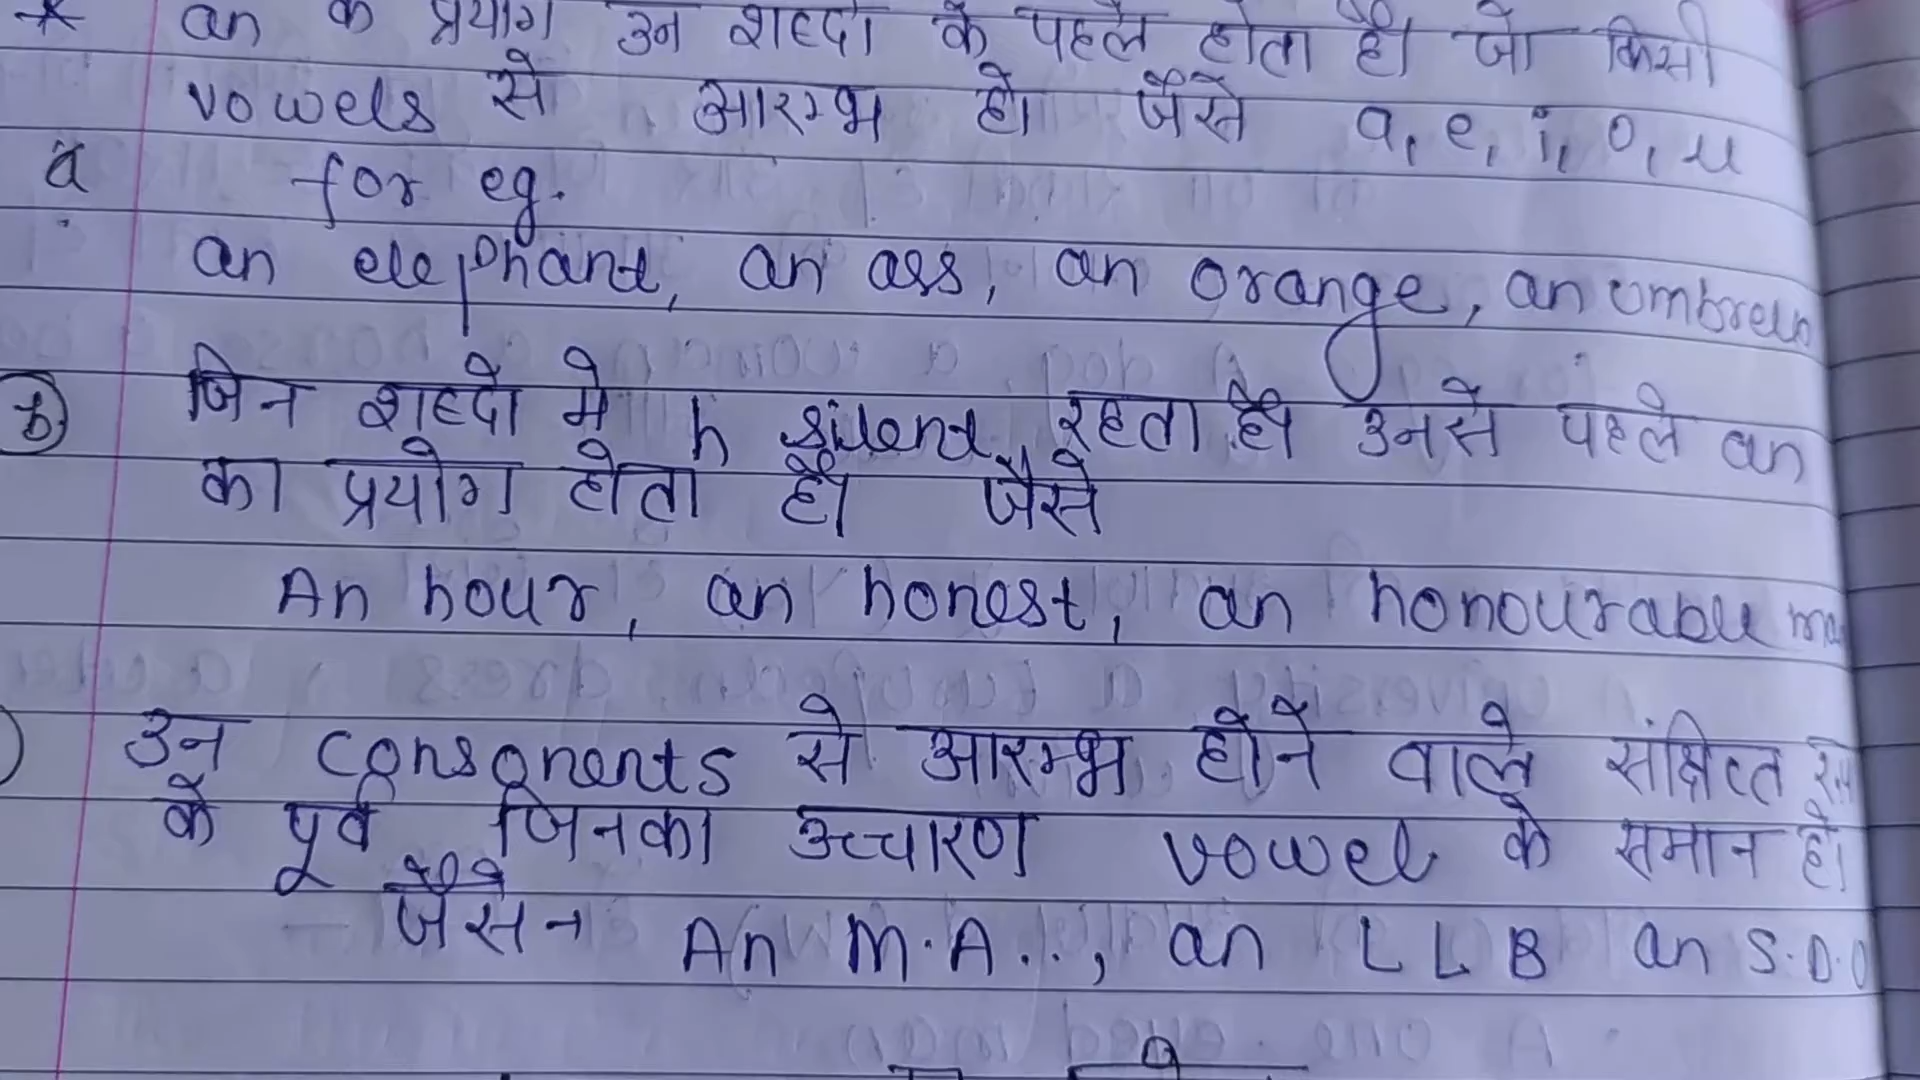 * an क प्रयोग उन शब्दो के पहले होता है। जो किसी
vowels से आरम्भ हो। जैसे a, e, i, o, u
a for eg.
an elephant, an ass, an orange, an umbrella
b. जिन शब्दो मे h silent रहता है। उनसे पहले an
का प्रयोग होता है। जैसे
An hour, an honest, an honourable
उन consonents से आरम्भ होने वाले संक्षिप्त
के पूर्व जिनका उच्चारण vowel के समान हो।
जैसे → An M.A.., an L L B an S.D.O